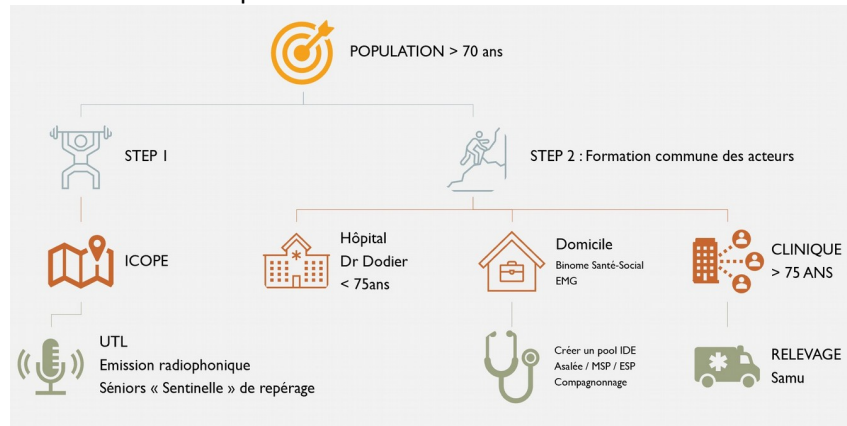 POPULATION > 70 ans
STEP 1
STEP 2 : Formation commune des acteurs
ICOPE
Hôpital
Dr Dodier
< 75ans
Domicile
Binome Santé-Social
EMG
CLINIQUE
> 75 ANS
UTL
Emission radiophonique
Séniors « Sentinelle » de repérage
Créer un pool IDE
Asalée / MSP / ESP
Compagnonnage
RELEVAGE
Samu